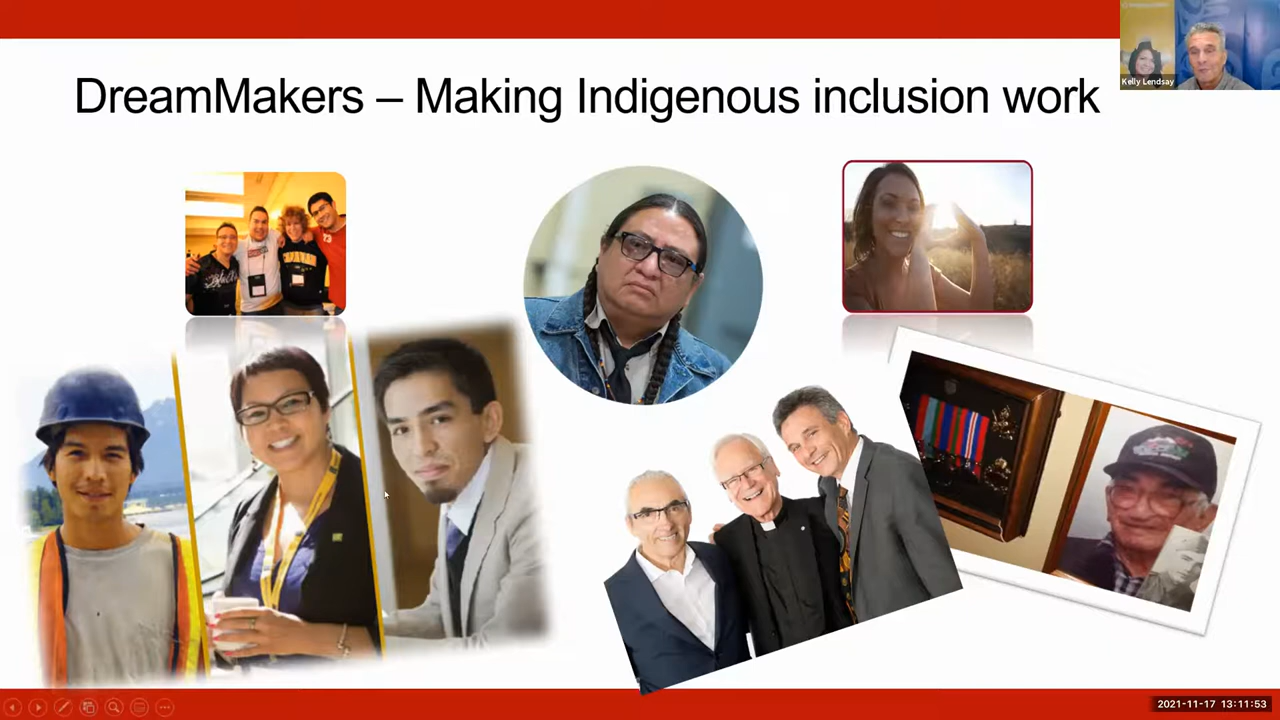 DreamMakers – Making Indigenous inclusion work
Kelly Lendsay
2021-11-17 13:11:53